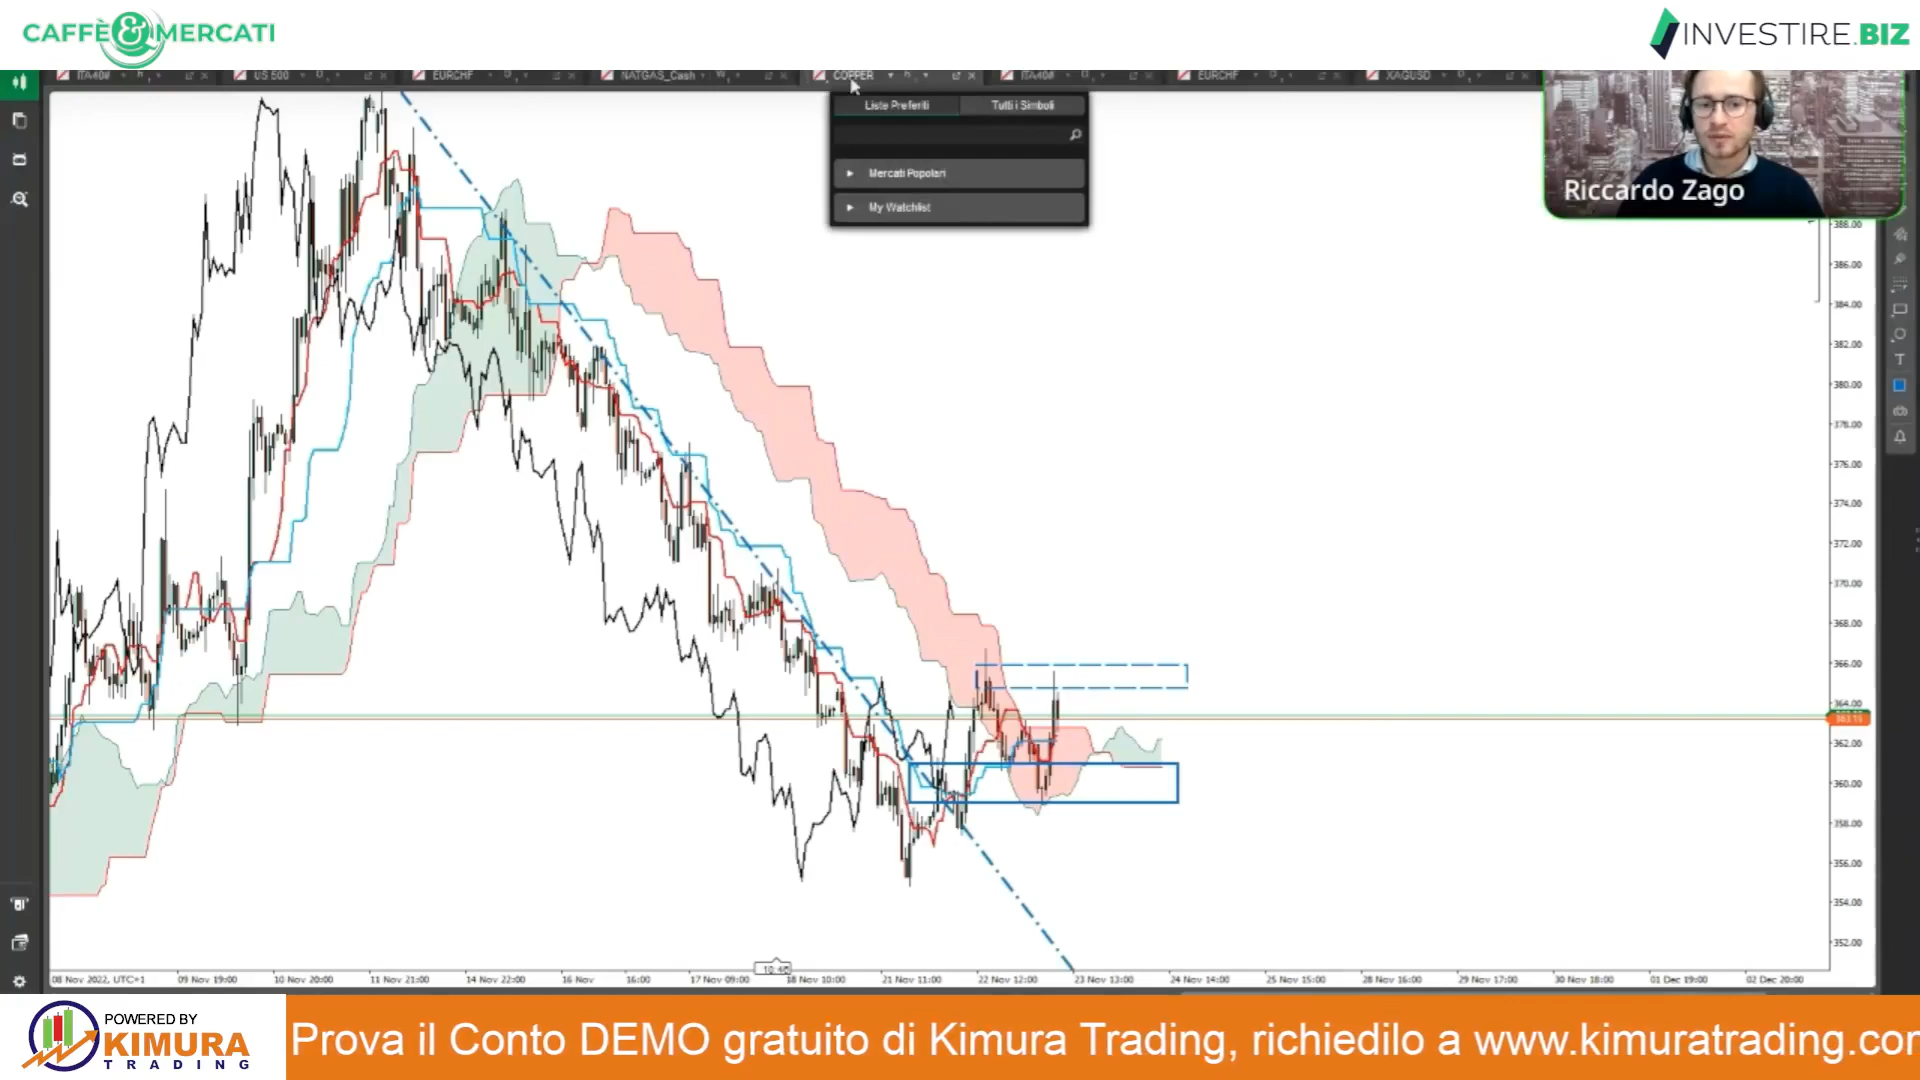 CAFFÈ & MERCATI
INVESTIRE.BIZ
ITA40# h
US 500 D
EURCHF D
NATGAS_Cash W
COPPER h
ITA40# D
EURCHF D
XAGUSD D
Liste Preferiti
Tutti i Simboli
Mercati Popolari
My Watchlist
Riccardo Zago
386.00
386.00
384.00
382.00
380.00
378.00
376.00
374.00
372.00
370.00
368.00
366.00
364.00
363.15
362.00
360.00
358.00
356.00
354.00
352.00
T
08 Nov 2022, UTC+1
09 Nov 19:00
10 Nov 20:00
11 Nov 21:00
14 Nov 22:00
16 Nov
16:00
17 Nov 09:00
18 Nov 10:00
21 Nov 11:00
22 Nov 12:00
23 Nov 13:00
24 Nov 14:00
25 Nov 15:00
28 Nov 16:00
29 Nov 17:00
30 Nov 18:00
01 Dec 19:00
02 Dec 20:00
POWERED BY
KIMURA
TRADING
Prova il Conto DEMO gratuito di Kimura Trading, richiedilo a www.kimuratrading.com